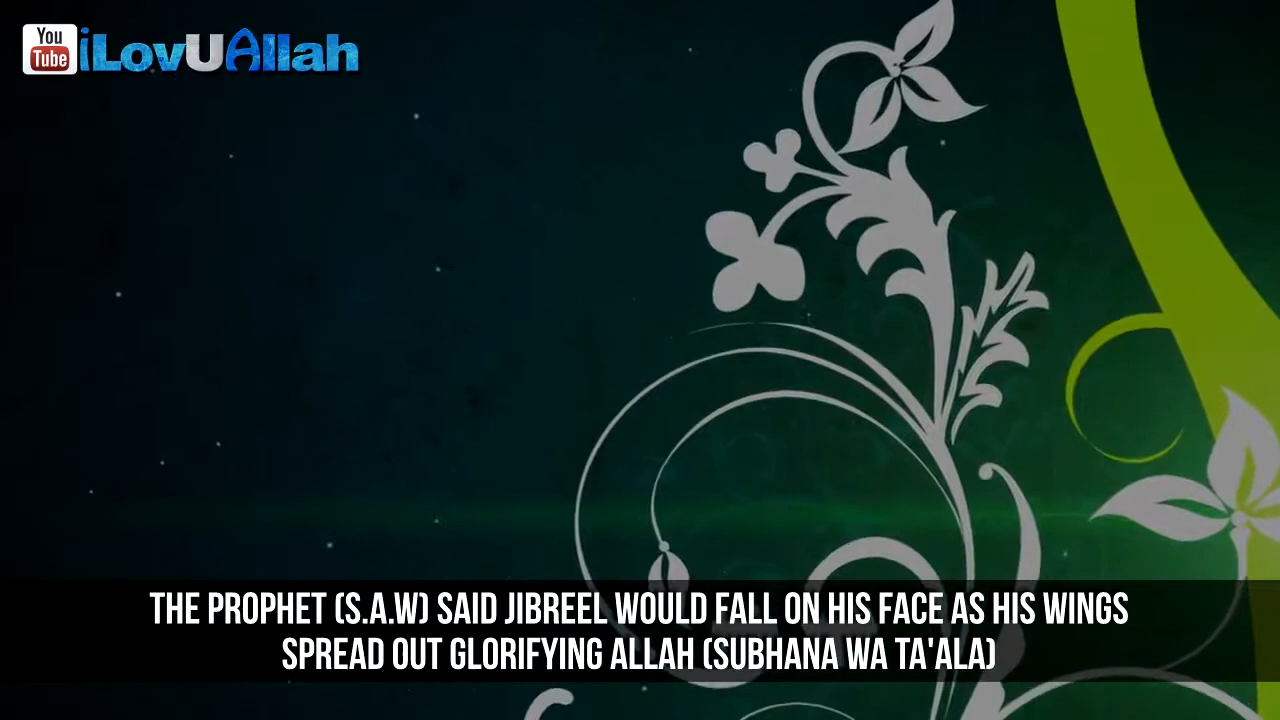 You
Tube
iLovUAllah
THE PROPHET (S.A.W) SAID JIBREEL WOULD FALL ON HIS FACE AS HIS WINGS
SPREAD OUT GLORIFYING ALLAH (SUBHANA WA TA'ALA)